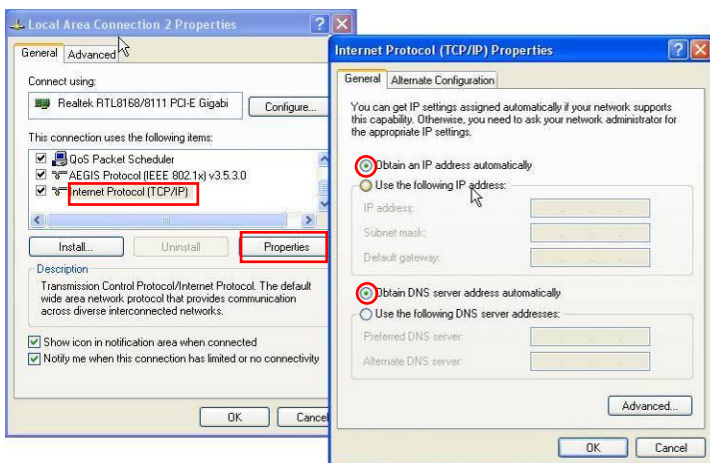 Local Area Connection 2 Properties
General Advanced
Connect using:
Realtek RTL8168/8111 PCI-E Gigabi
Configure...
This connection uses the following items:
QoS Packet Scheduler
AEGIS Protocol (IEEE 802.1x) v3.5.3.0
Internet Protocol (TCP/IP)
Install... Uninstall Properties
Description
Transmission Control Protocol/Internet Protocol. The default
wide area network protocol that provides communication
across diverse interconnected networks.
Show icon in notification area when connected
Notify me when this connection has limited or no connectivity
OK Cancel
Internet Protocol (TCP/IP) Properties
General Alternate Configuration
You can get IP settings assigned automatically if your network supports
this capability. Otherwise, you need to ask your network administrator for
the appropriate IP settings.
Obtain an IP address automatically
Use the following IP address:
IP address:
Subnet mask:
Default gateway:
Obtain DNS server address automatically
Use the following DNS server addresses:
Preferred DNS server:
Alternate DNS server:
Advanced...
OK Cancel